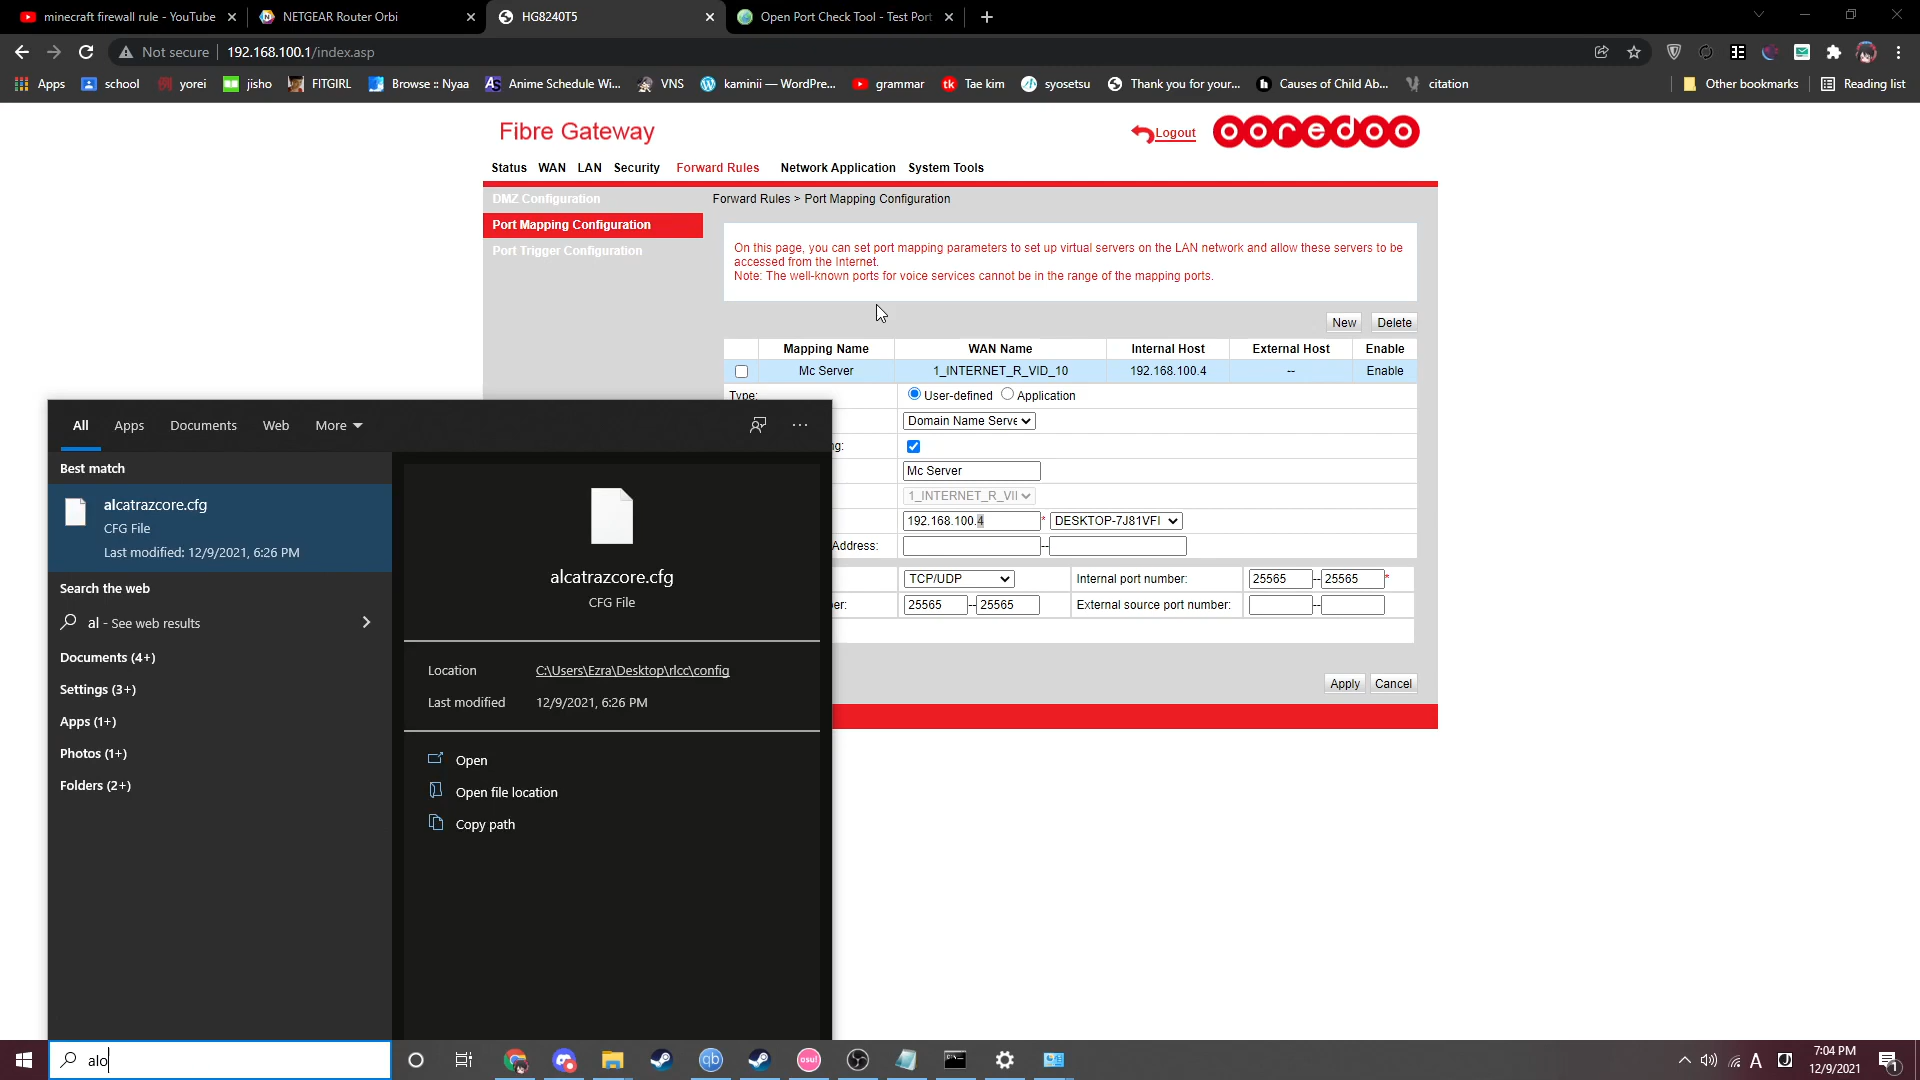 minecraft firewall rule - YouTube
NETGEAR Router Orbi
HG8240T5
Open Port Check Tool - Test Port
Not secure
192.168.100.1/index.asp
Apps
school
yorei
jisho
FITGIRL
Browse :: Nyaa
Anime Schedule Wi...
VNS
kaminii — WordPre...
grammar
Tae kim
syosetsu
Thank you for your...
Causes of Child Ab...
citation
Other bookmarks
Reading list
Fibre Gateway
Logout
ooredoo
Status WAN LAN Security Forward Rules Network Application System Tools
DMZ Configuration
Port Mapping Configuration
Port Trigger Configuration
Forward Rules > Port Mapping Configuration
On this page, you can set port mapping parameters to set up virtual servers on the LAN network and allow these servers to be
accessed from the Internet.
Note: The well-known ports for voice services cannot be in the range of the mapping ports.
New Delete
Mapping Name WAN Name Internal Host External Host Enable
Mc Server 1_INTERNET_R_VID_10 192.168.100.4 -- Enable
Type: User-defined Application
Domain Name Serve
ng:
Mc Server
1_INTERNET_R_VII
192.168.100.4 * DESKTOP-7J81VFI
Address: --
TCP/UDP Internal port number: 25565 -- 25565 *
er: 25565 -- 25565 External source port number: --
Apply Cancel
All Apps Documents Web More
Best match
alcatrazcore.cfg
CFG File
Last modified: 12/9/2021, 6:26 PM
Search the web
al - See web results
Documents (4+)
Settings (3+)
Apps (1+)
Photos (1+)
Folders (2+)
alcatrazcore.cfg
CFG File
Location C:\Users\Ezra\Desktop\rlcc\config
Last modified 12/9/2021, 6:26 PM
Open
Open file location
Copy path
alo
qb
osu!
A
J
7:04 PM
12/9/2021
1